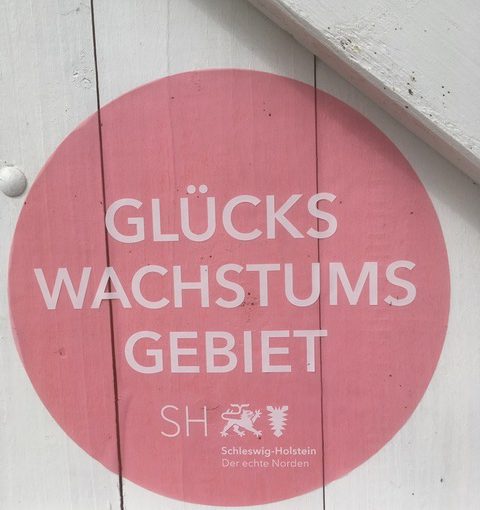 GLÜCKS
WACHSTUMS
GEBIET
SH
Schleswig-Holstein
Der echte Norden